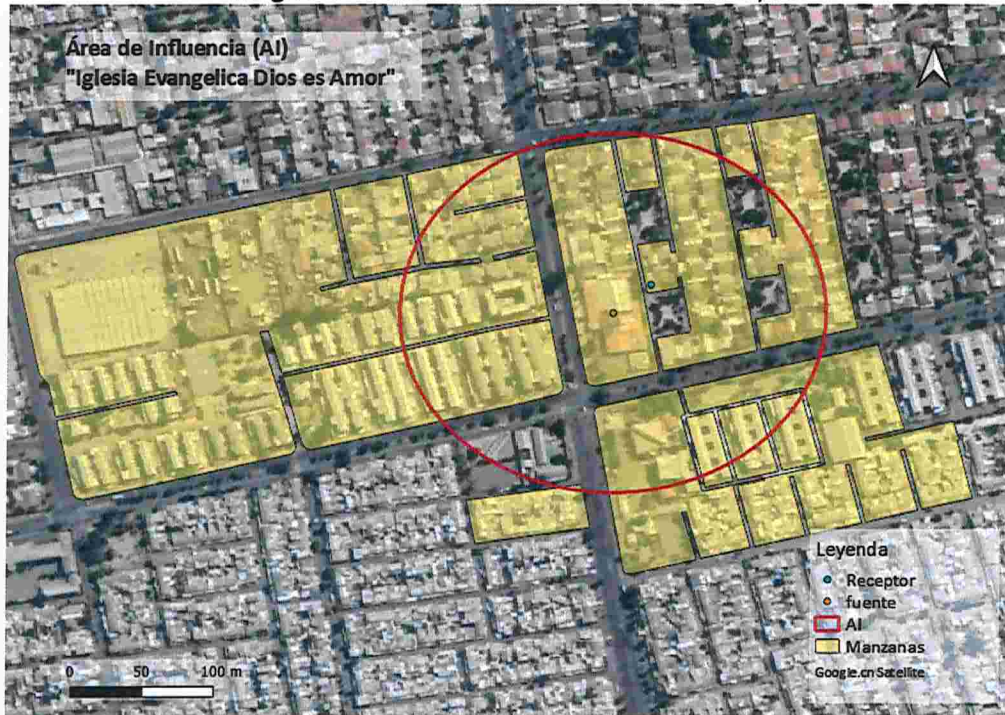 Área de Influencia (AI)
"Iglesia Evangelica Dios es Amor"
Leyenda
Receptor
fuente
AI
Manzanas
Google.cn Satellite
0 50 100 m